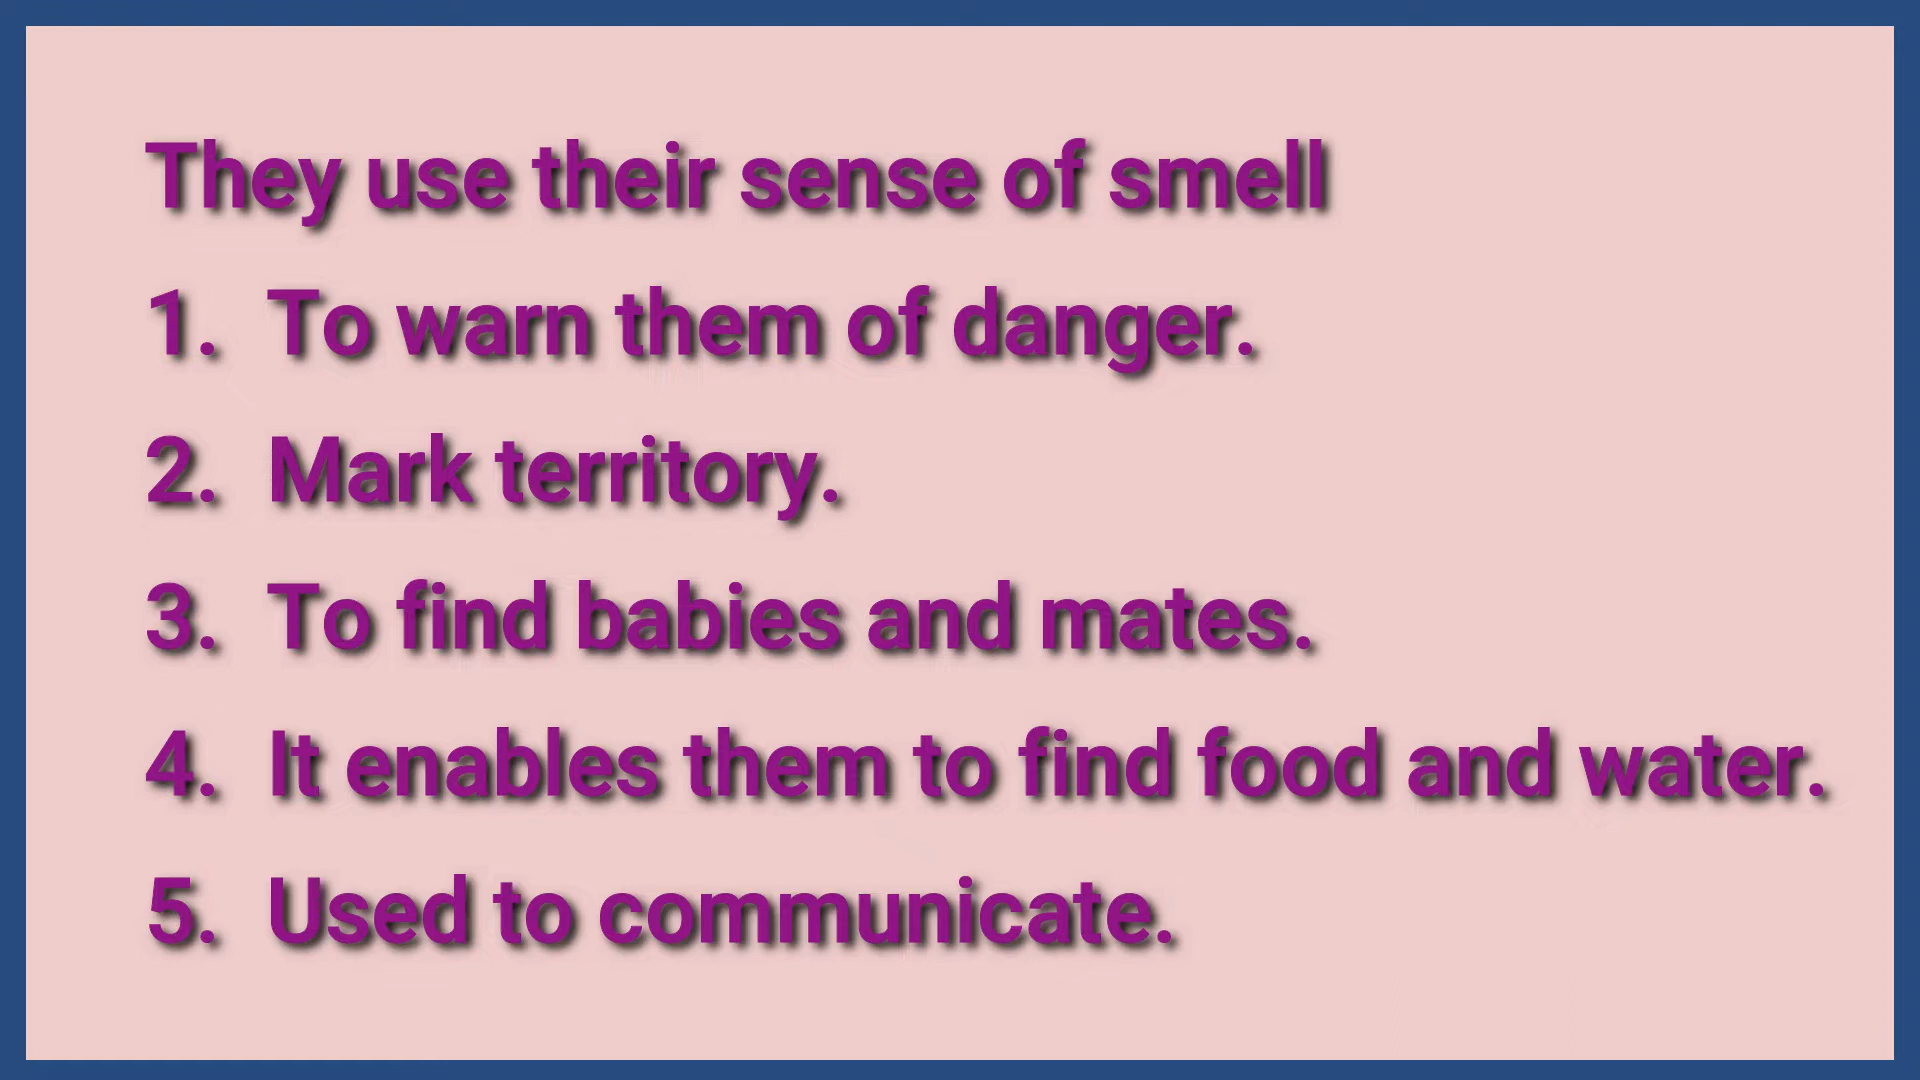 They use their sense of smell
1. To warn them of danger.
2. Mark territory.
3. To find babies and mates.
4. It enables them to find food and water.
5. Used to communicate.